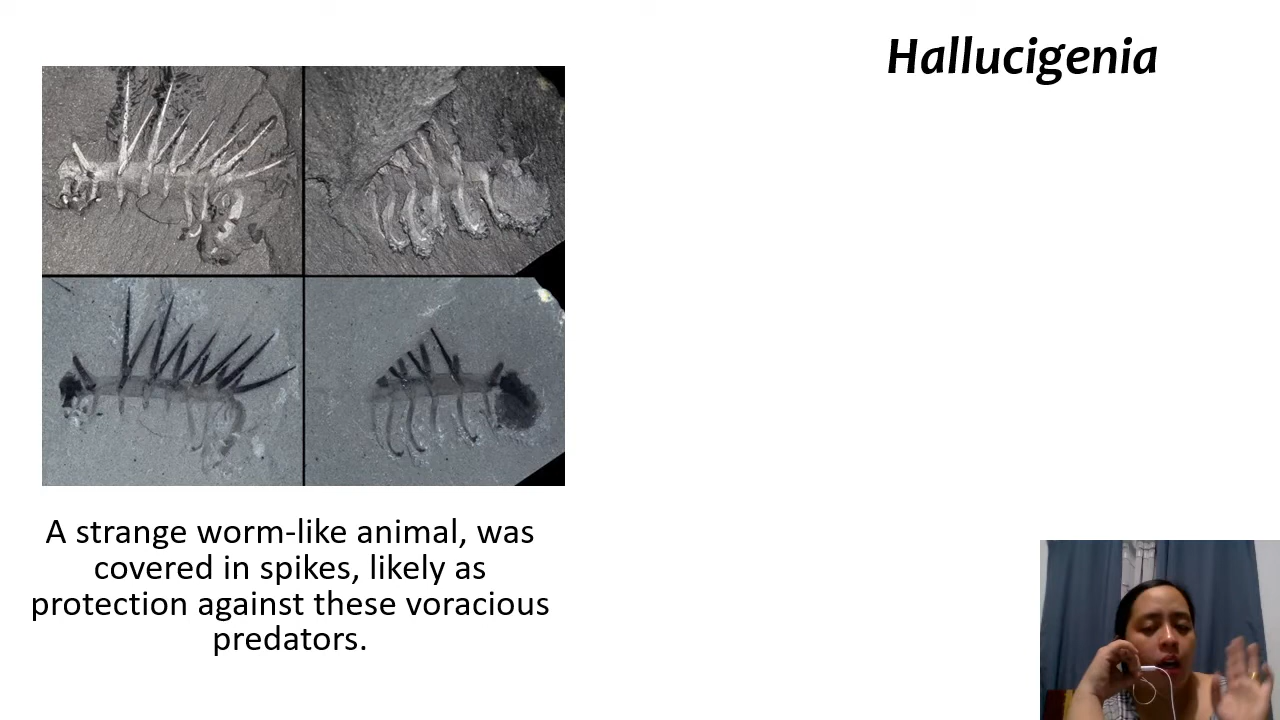 Hallucigenia
A strange worm-like animal, was
covered in spikes, likely as
protection against these voracious
predators.